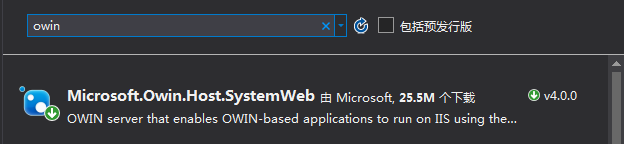 owin
包括预发行版
Microsoft.Owin.Host.SystemWeb 由 Microsoft, 25.5M 个下载 v4.0.0
OWIN server that enables OWIN-based applications to run on IIS using the...